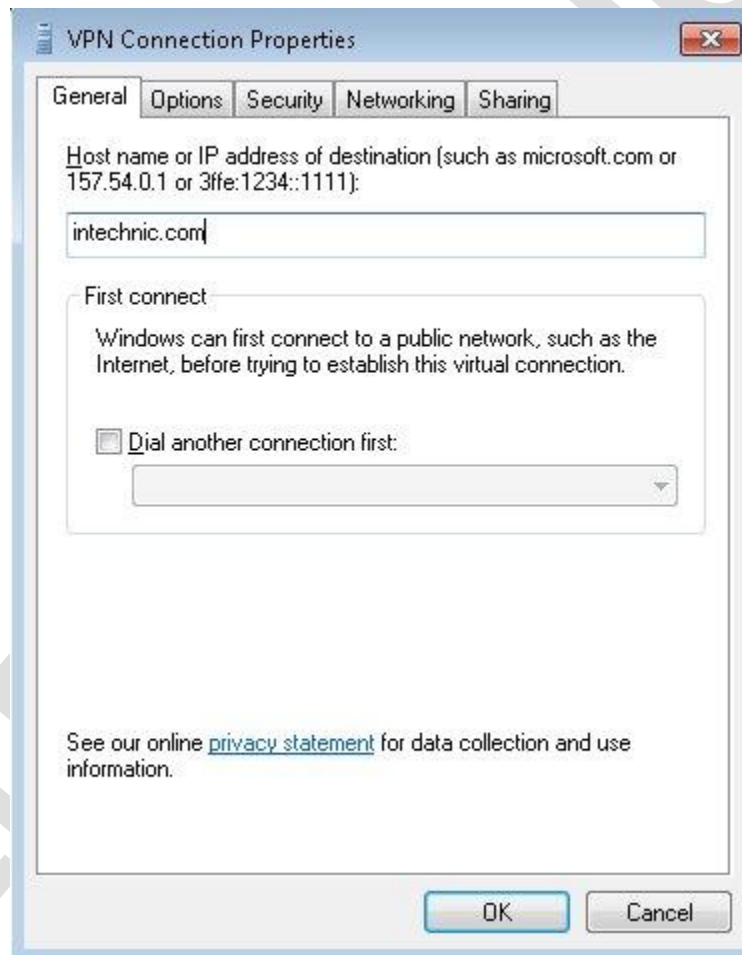 VPN Connection Properties
General Options Security Networking Sharing
Host name or IP address of destination (such as microsoft.com or
157.54.0.1 or 3ffe:1234::1111):
intechnic.com
First connect
Windows can first connect to a public network, such as the
Internet, before trying to establish this virtual connection.
Dial another connection first:
See our online privacy statement for data collection and use
information.
OK Cancel